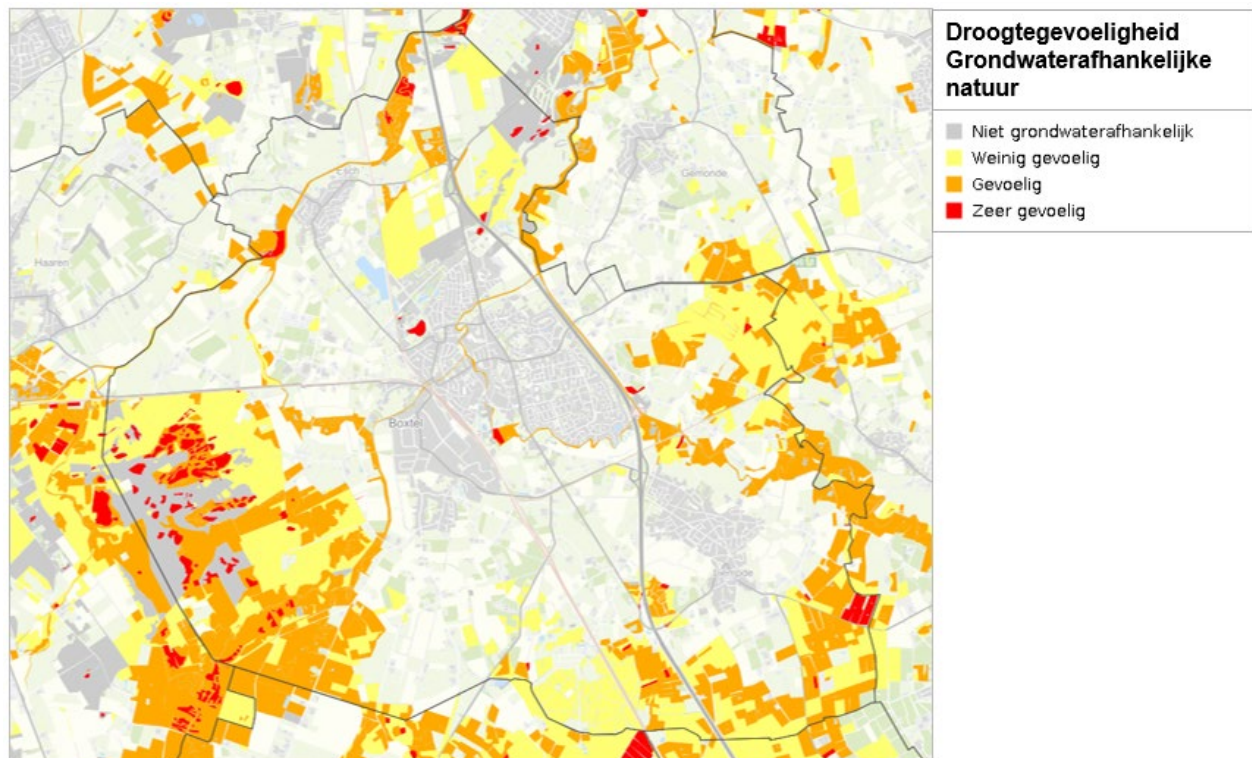 Droogtegevoeligheid
Grondwaterafhankelijke
natuur
Niet grondwaterafhankelijk
Weinig gevoelig
Gevoelig
Zeer gevoelig
Esch
Gemonde
Haaren
Boxtel